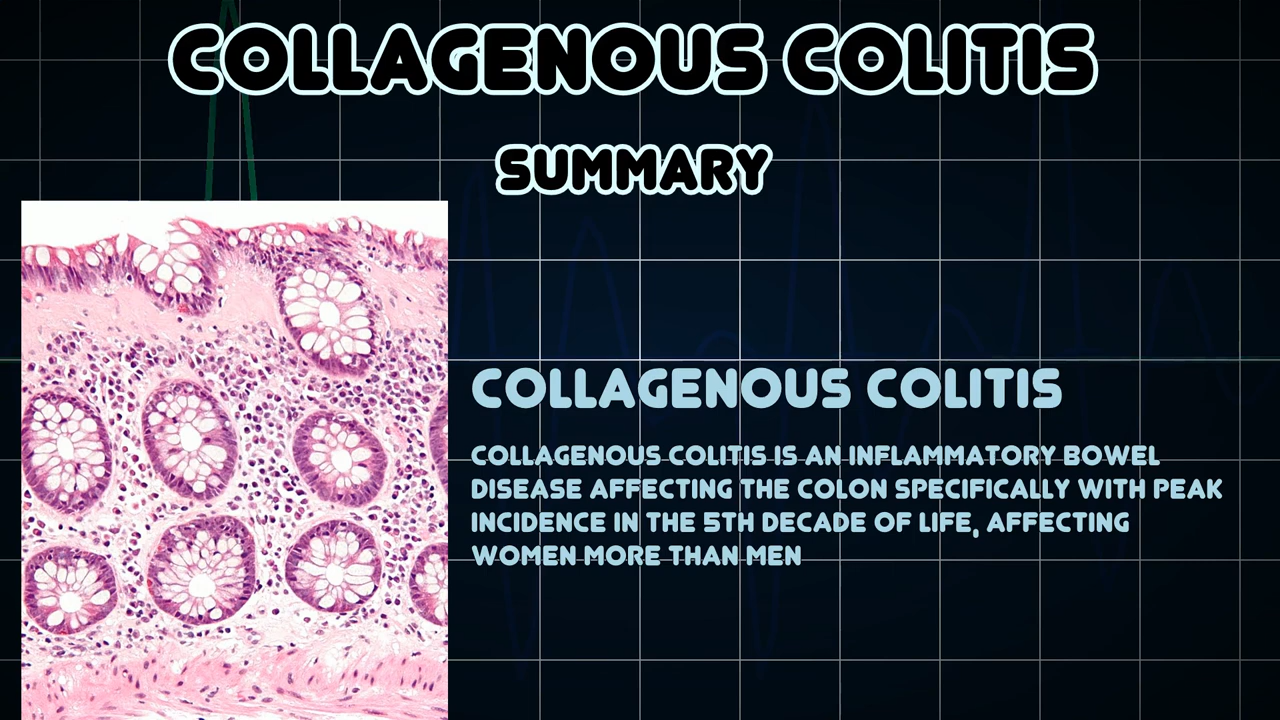 COLLAGENOUS COLITIS
SUMMARY
COLLAGENOUS COLITIS
COLLAGENOUS COLITIS IS AN INFLAMMATORY BOWEL
DISEASE AFFECTING THE COLON SPECIFICALLY WITH PEAK
INCIDENCE IN THE 5TH DECADE OF LIFE, AFFECTING
WOMEN MORE THAN MEN